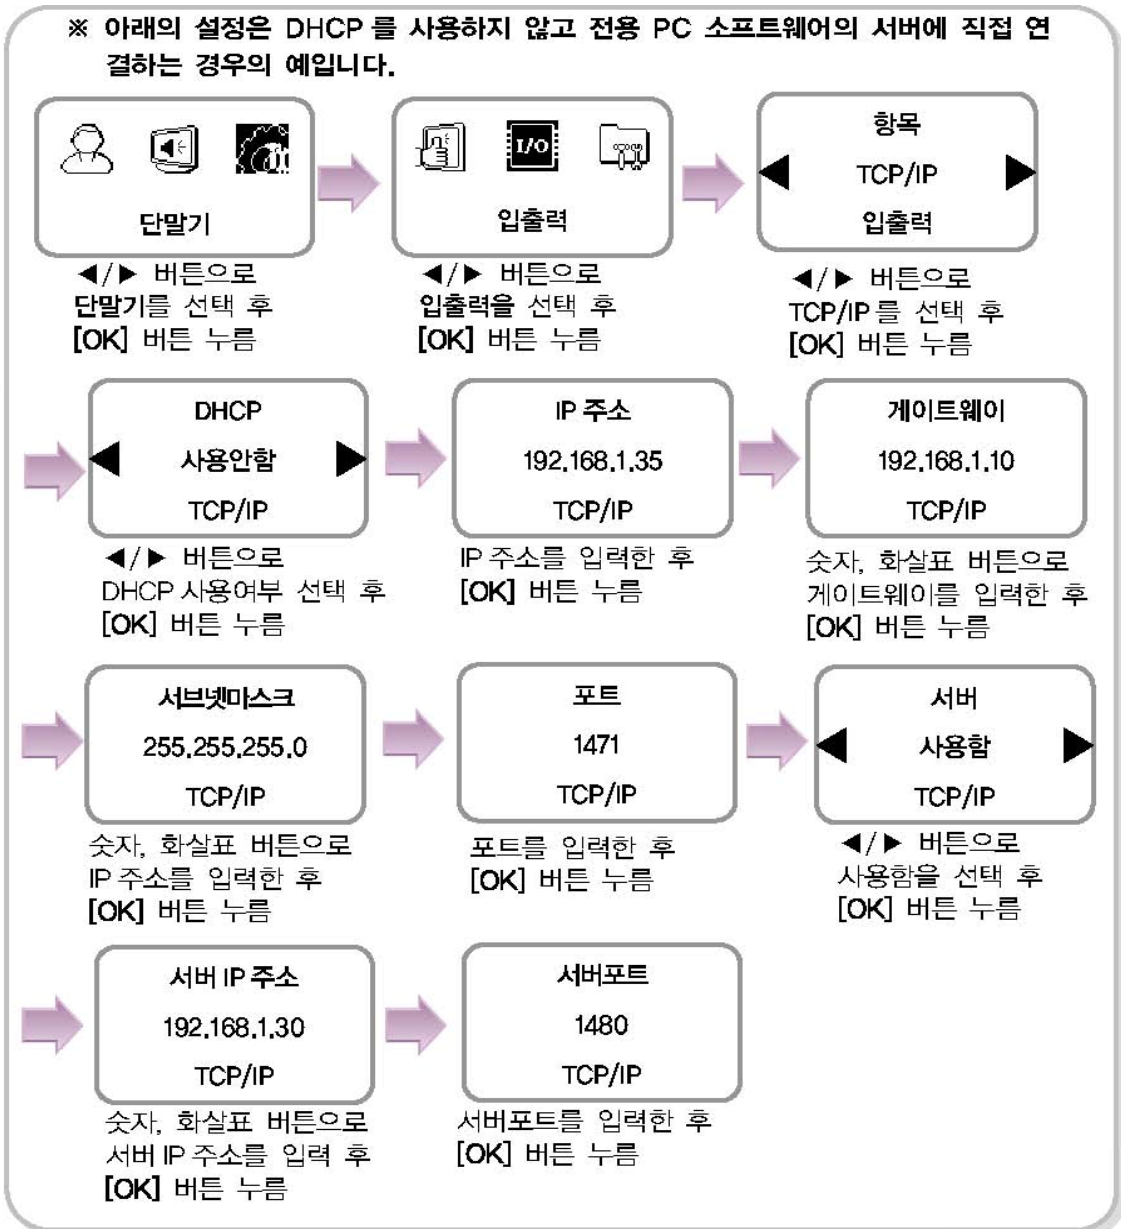 ※ 아래의 설정은 DHCP 를 사용하지 않고 전용 PC 소프트웨어의 서버에 직접 연
결하는 경우의 예입니다.
단말기
◀/▶ 버튼으로
단말기를 선택 후
[OK] 버튼 누름
I/O
입출력
◀/▶ 버튼으로
입출력을 선택 후
[OK] 버튼 누름
항목
TCP/IP
입출력
◀/▶ 버튼으로
TCP/IP 를 선택 후
[OK] 버튼 누름
DHCP
사용안함
TCP/IP
◀/▶ 버튼으로
DHCP 사용여부 선택 후
[OK] 버튼 누름
IP 주소
192.168.1.35
TCP/IP
IP 주소를 입력한 후
[OK] 버튼 누름
게이트웨이
192.168.1.10
TCP/IP
숫자, 화살표 버튼으로
게이트웨이를 입력한 후
[OK] 버튼 누름
서브넷마스크
255.255.255.0
TCP/IP
숫자, 화살표 버튼으로
IP 주소를 입력한 후
[OK] 버튼 누름
포트
1471
TCP/IP
포트를 입력한 후
[OK] 버튼 누름
서버
사용함
TCP/IP
◀/▶ 버튼으로
사용함을 선택 후
[OK] 버튼 누름
서버 IP 주소
192.168.1.30
TCP/IP
숫자, 화살표 버튼으로
서버 IP 주소를 입력 후
[OK] 버튼 누름
서버포트
1480
TCP/IP
서버포트를 입력한 후
[OK] 버튼 누름